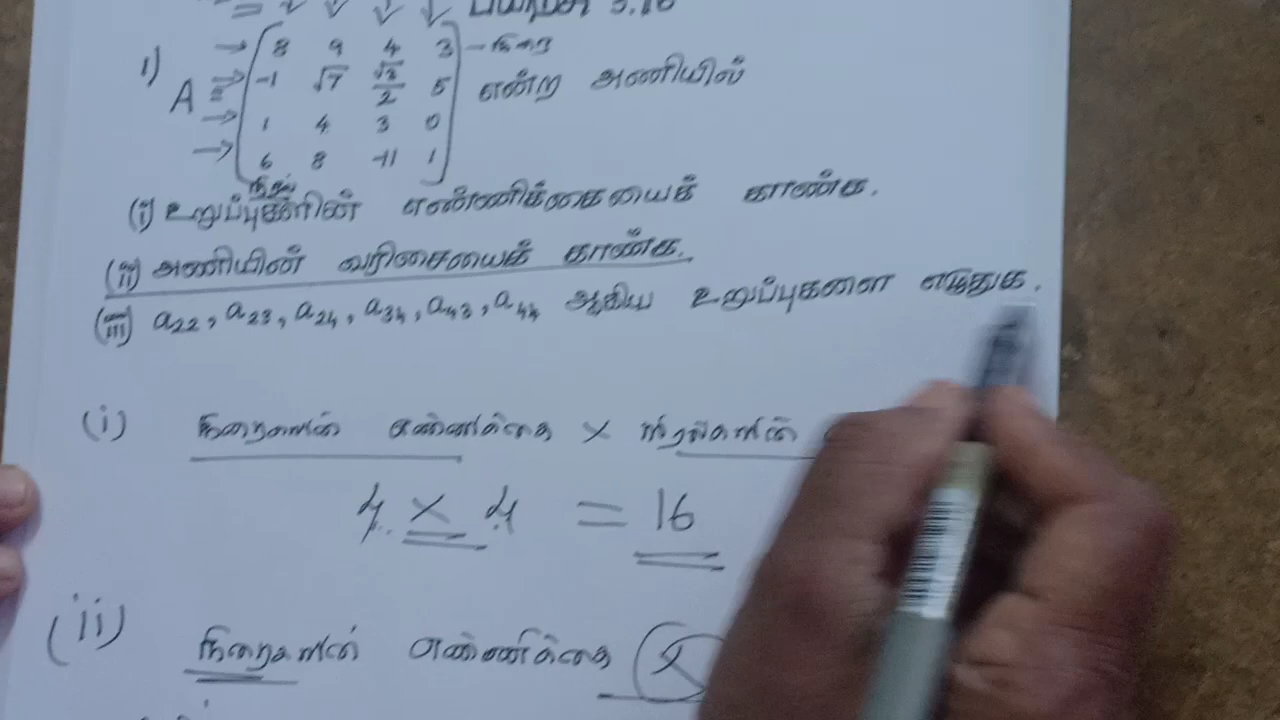 பயிற்சி 3.16
1) A = 8 9 4 3 - நிரை
-1 √7 √3/2 5 என்ற அணியில்
1 4 3 0
6 8 -11 1
(i) உறுப்புகளின் எண்ணிக்கையைக் காண்க.
(ii) அணியின் வரிசையைக் காண்க.
(iii) a22, a23, a24, a34, a43, a44 ஆகிய உறுப்புகளை எழுதுக.
(i) நிறைகளின் எண்ணிக்கை × நிரல்களின்
4 × 4 = 16
(ii) நிறைகளின் எண்ணிக்கை